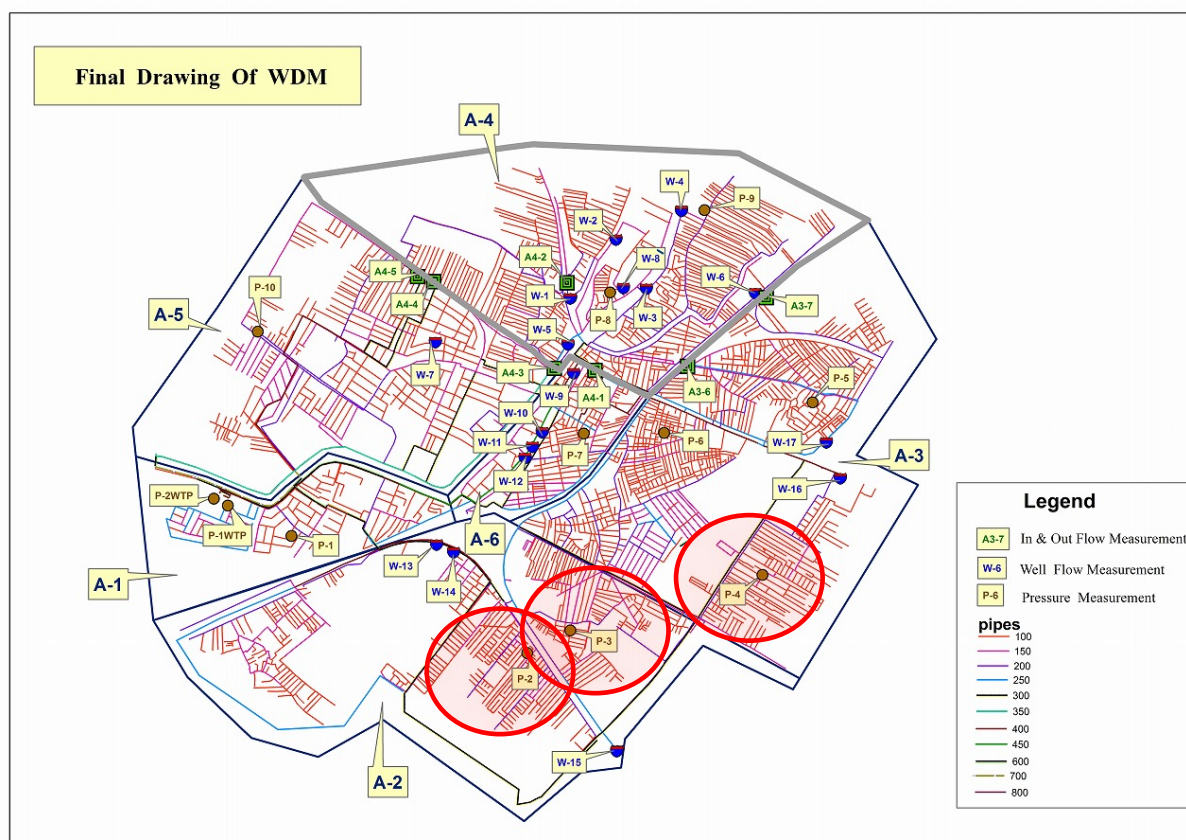 Final Drawing Of WDM
A-4
W-4
P-9
W-2
A4-2
W-8
W-6
A4-5
P-10
W-1
A4-4
P-8
W-3
A3-7
A-5
W-5
W-7
A4-3
W-9
A4-1
A3-6
P-5
W-10
W-11
P-7
P-6
W-17
A-3
W-12
W-16
P-2WTP
P-1WTP
P-1
A-6
W-13
W-14
A-1
P-4
P-3
P-2
W-15
A-2
Legend
A3-7 In & Out Flow Measurement
W-6 Well Flow Measurement
P-6 Pressure Measurement
pipes
100
150
200
250
300
350
400
450
600
700
800